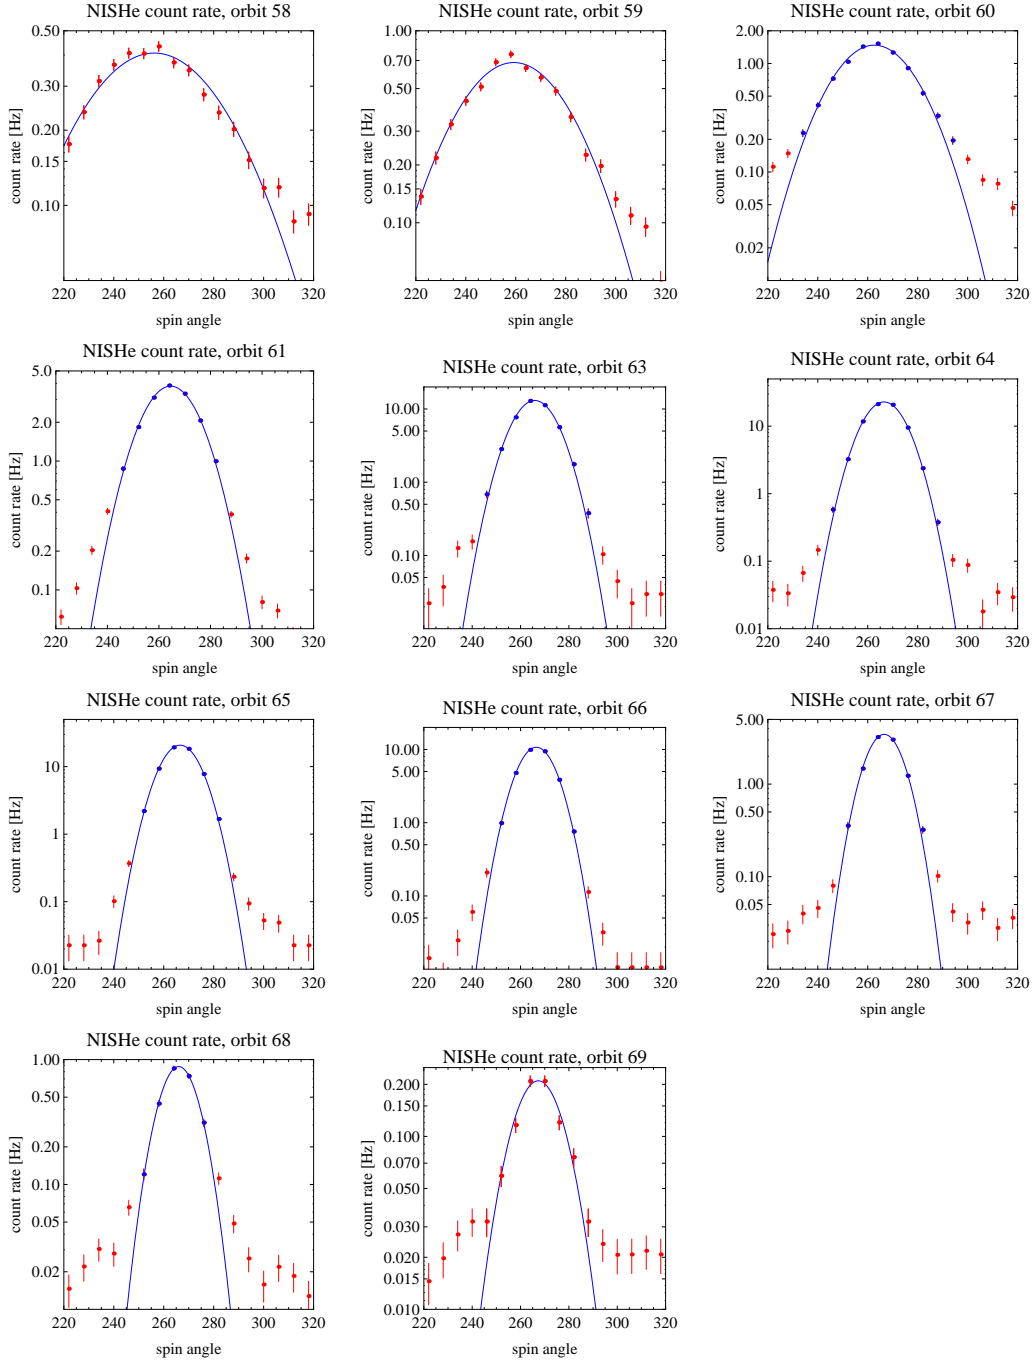 NISHe count rate, orbit 58
0.50
0.30
0.20
0.15
0.10
count rate [Hz]
220 240 260 280 300 320
spin angle
NISHe count rate, orbit 59
1.00
0.70
0.50
0.30
0.20
0.15
0.10
count rate [Hz]
220 240 260 280 300 320
spin angle
NISHe count rate, orbit 60
2.00
1.00
0.50
0.20
0.10
0.05
0.02
count rate [Hz]
220 240 260 280 300 320
spin angle
NISHe count rate, orbit 61
5.0
2.0
1.0
0.5
0.2
0.1
count rate [Hz]
220 240 260 280 300 320
spin angle
NISHe count rate, orbit 63
10.00
5.00
1.00
0.50
0.10
0.05
count rate [Hz]
220 240 260 280 300 320
spin angle
NISHe count rate, orbit 64
10
1
0.1
0.01
count rate [Hz]
220 240 260 280 300 320
spin angle
NISHe count rate, orbit 65
10
1
0.1
0.01
count rate [Hz]
220 240 260 280 300 320
spin angle
NISHe count rate, orbit 66
10.00
5.00
1.00
0.50
0.10
0.05
count rate [Hz]
220 240 260 280 300 320
spin angle
NISHe count rate, orbit 67
5.00
1.00
0.50
0.10
0.05
count rate [Hz]
220 240 260 280 300 320
spin angle
NISHe count rate, orbit 68
1.00
0.50
0.10
0.05
0.02
count rate [Hz]
220 240 260 280 300 320
spin angle
NISHe count rate, orbit 69
0.200
0.150
0.100
0.070
0.050
0.030
0.020
0.015
0.010
count rate [Hz]
220 240 260 280 300 320
spin angle